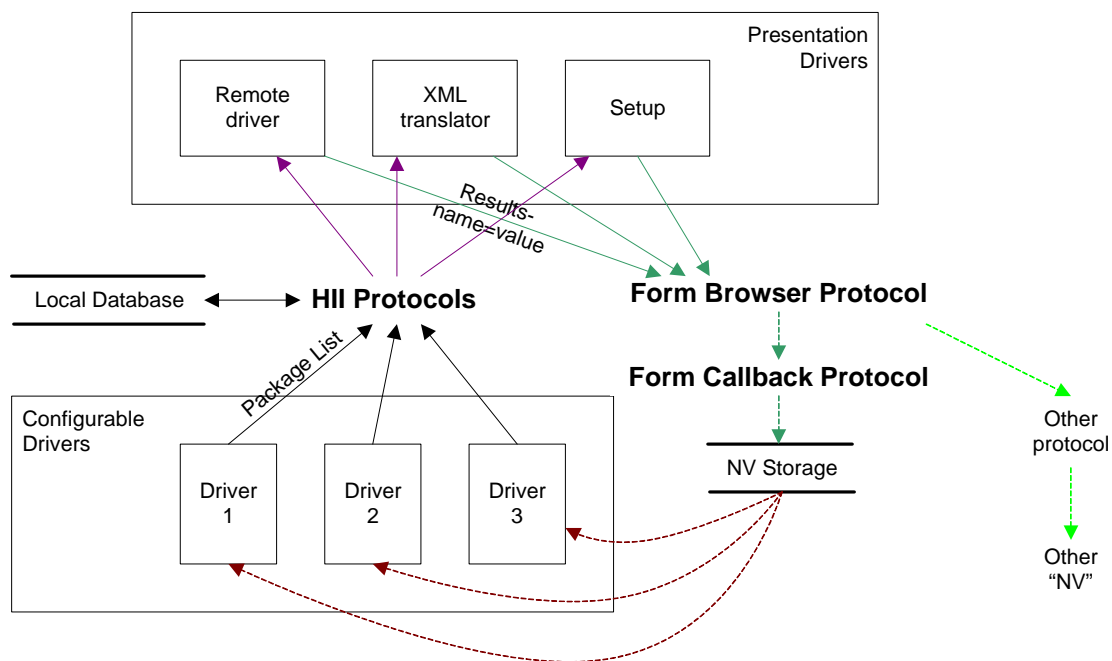 Presentation
Drivers
Remote
driver
XML
translator
Setup
Results-
name=value
Local Database
HII Protocols
Form Browser Protocol
Package List
Form Callback Protocol
Configurable
Drivers
Other
protocol
Driver
1
Driver
2
Driver
3
NV Storage
Other
“NV”